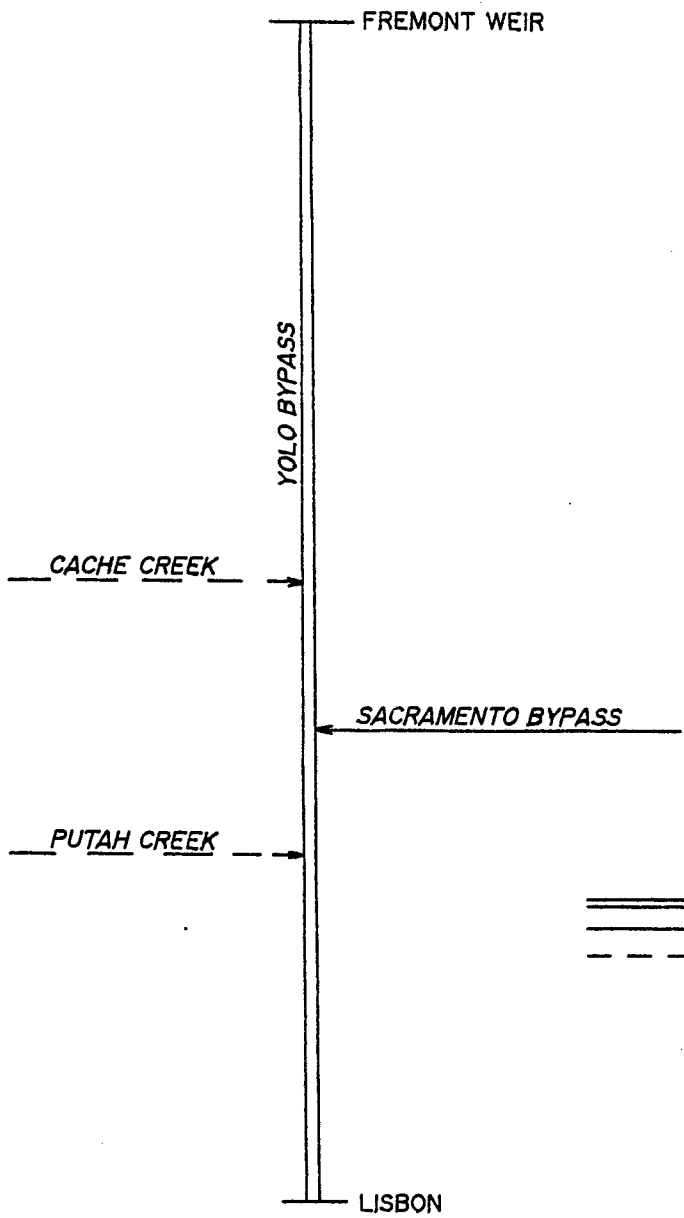 FREMONT WEIR
YOLO BYPASS
CACHE CREEK
SACRAMENTO BYPASS
PUTAH CREEK
LISBON